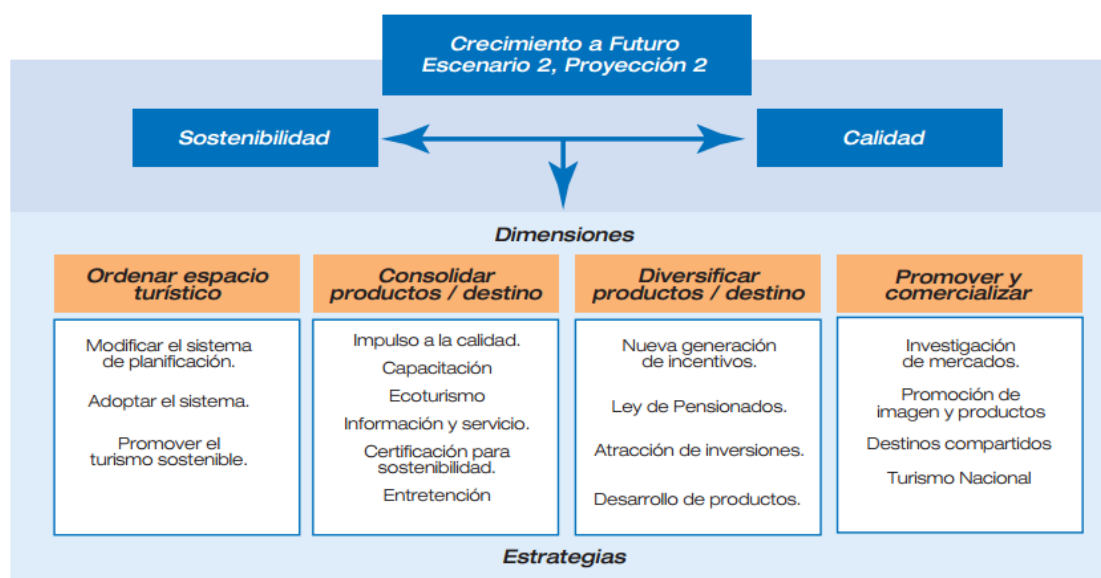 Crecimiento a Futuro
Escenario 2, Proyección 2
Sostenibilidad
Calidad
Dimensiones
Ordenar espacio
turístico
Modificar el sistema
de planificación.
Adoptar el sistema.
Promover el
turismo sostenible.
Consolidar
productos / destino
Impulso a la calidad.
Capacitación
Ecoturismo
Información y servicio.
Certificación para
sostenibilidad.
Entretención
Diversificar
productos / destino
Nueva generación
de incentivos.
Ley de Pensionados.
Atracción de inversiones.
Desarrollo de productos.
Promover y
comercializar
Investigación
de mercados.
Promoción de
imagen y productos
Destinos compartidos
Turismo Nacional
Estrategias